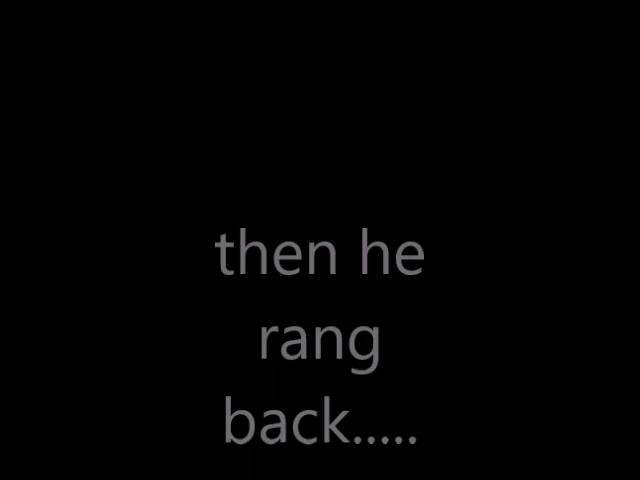 then he
rang
back.....